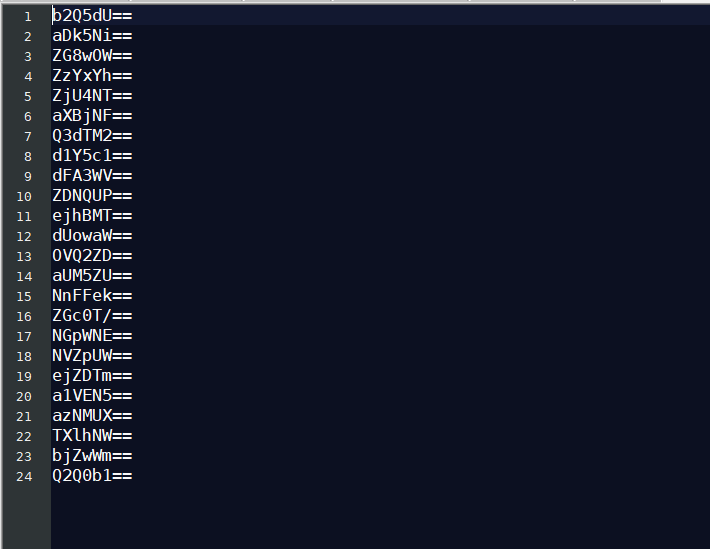 1 b2Q5dU==
2 aDk5Ni==
3 ZG8wOW==
4 ZzYxYh==
5 ZjU4NT==
6 aXBjNF==
7 Q3dTM2==
8 d1Y5c1==
9 dFA3WV==
10 ZDNQUP==
11 ejhBMT==
12 dUowaW==
13 OVQ2ZD==
14 aUM5ZU==
15 NnFFek==
16 ZGc0T/==
17 NGpWNE==
18 NVZpUW==
19 ejZDTm==
20 a1VEN5==
21 azNMUX==
22 TXlhNW==
23 bjZwWm==
24 Q2Q0b1==